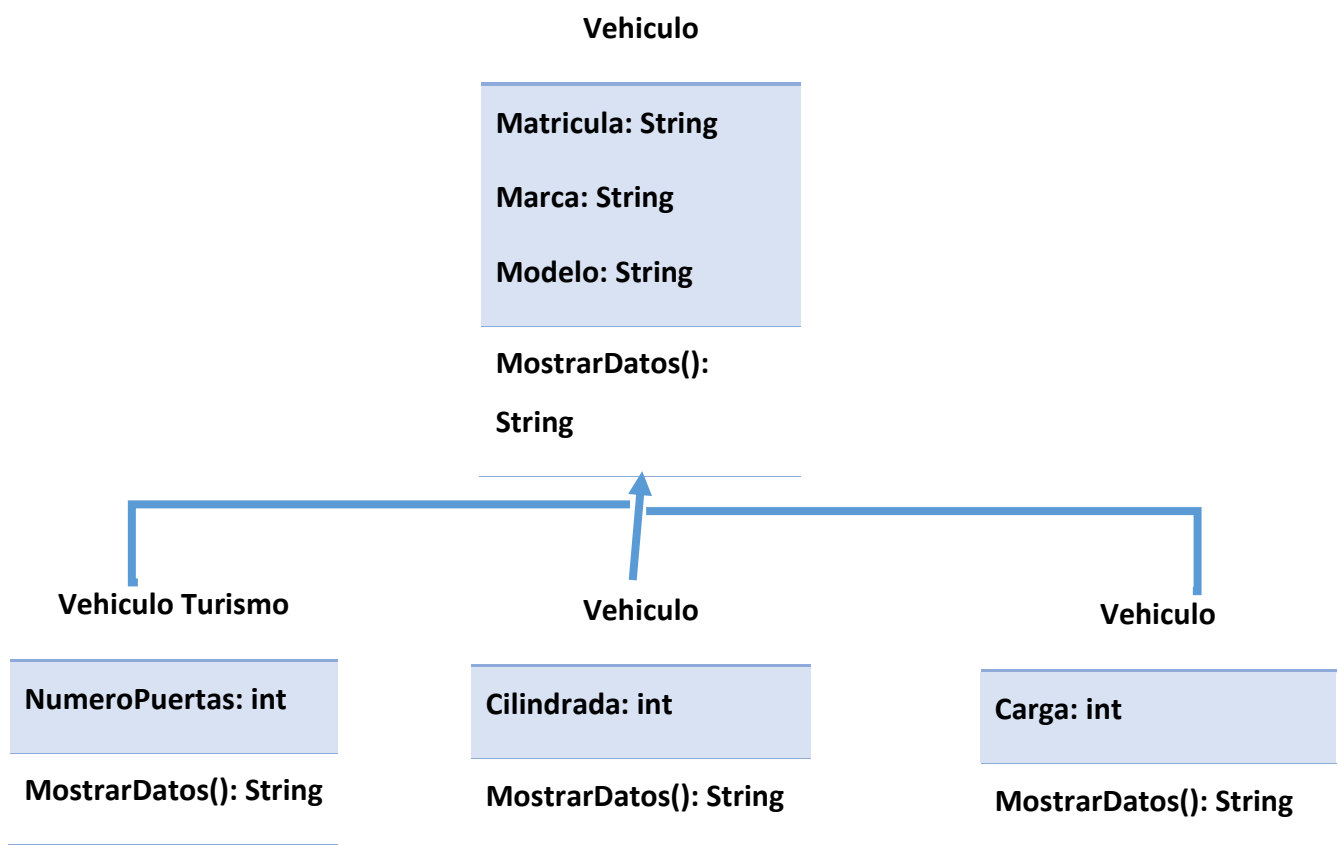 Vehiculo
Matricula: String
Marca: String
Modelo: String
MostrarDatos():
String
Vehiculo Turismo
NumeroPuertas: int
MostrarDatos(): String
Vehiculo
Cilindrada: int
MostrarDatos(): String
Vehiculo
Carga: int
MostrarDatos(): String